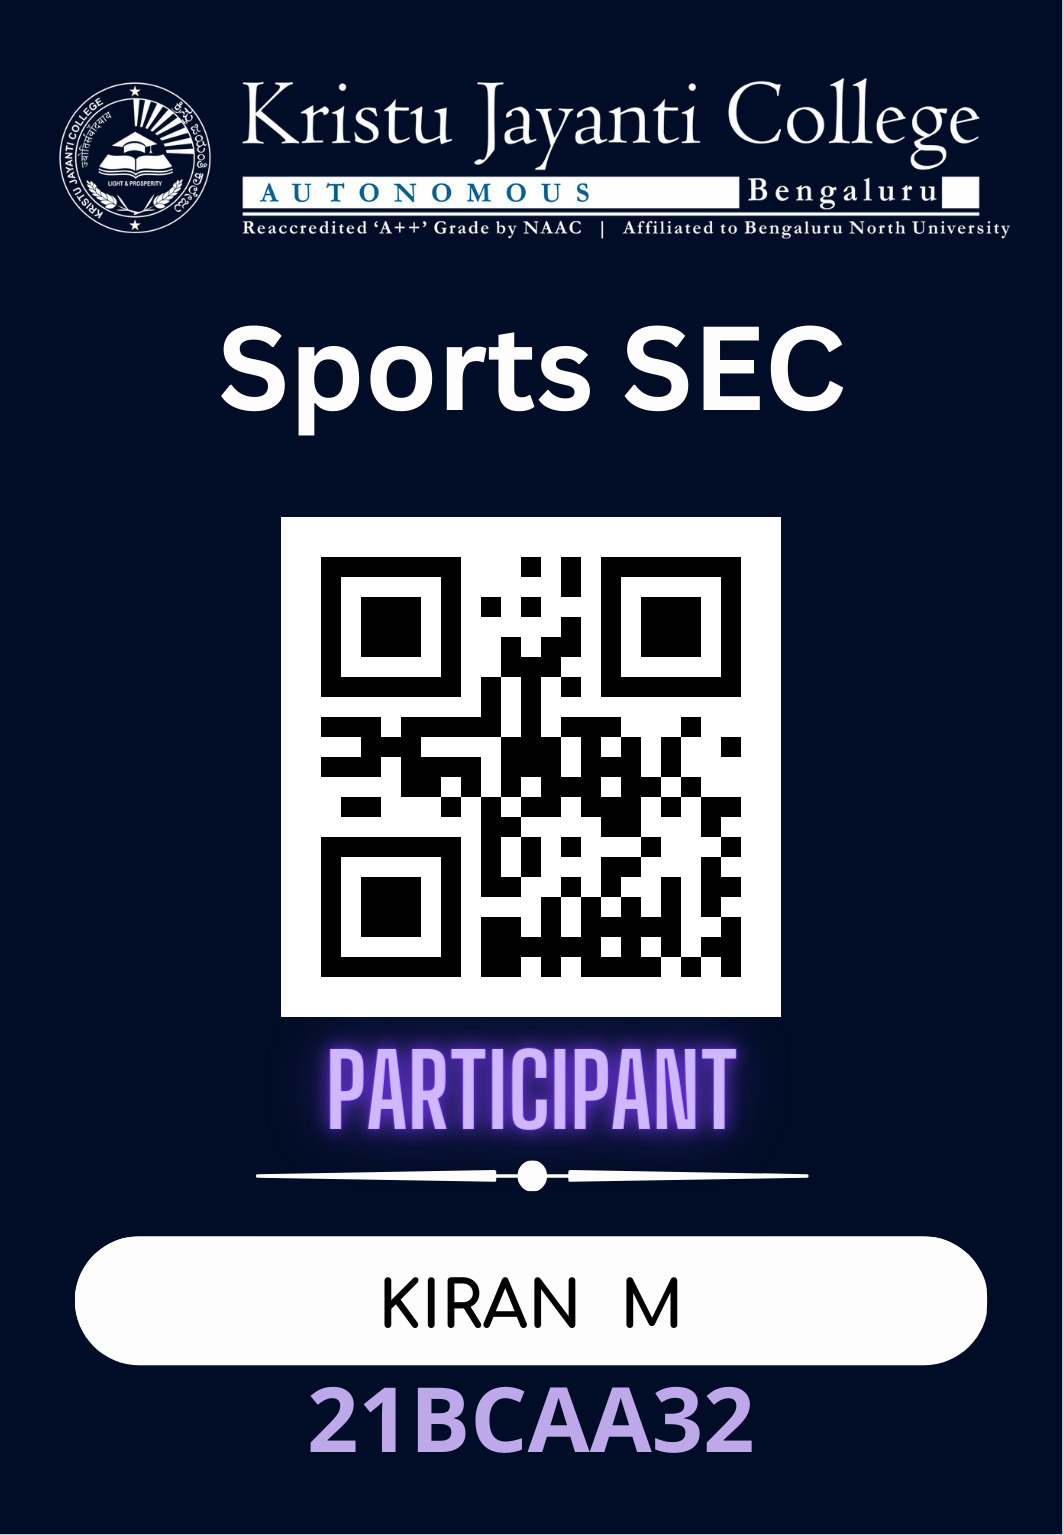 KRISTU JAYANTI COLLEGE
ಕ್ರಿಸ್ತು ಜಯಂತಿ ಕಾಲೇಜು
LIGHT & PROSPERITY
Kristu Jayanti College
AUTONOMOUS Bengaluru
Reaccredited ‘A++’ Grade by NAAC | Affiliated to Bengaluru North University
Sports SEC
PARTICIPANT
KIRAN M
21BCAA32